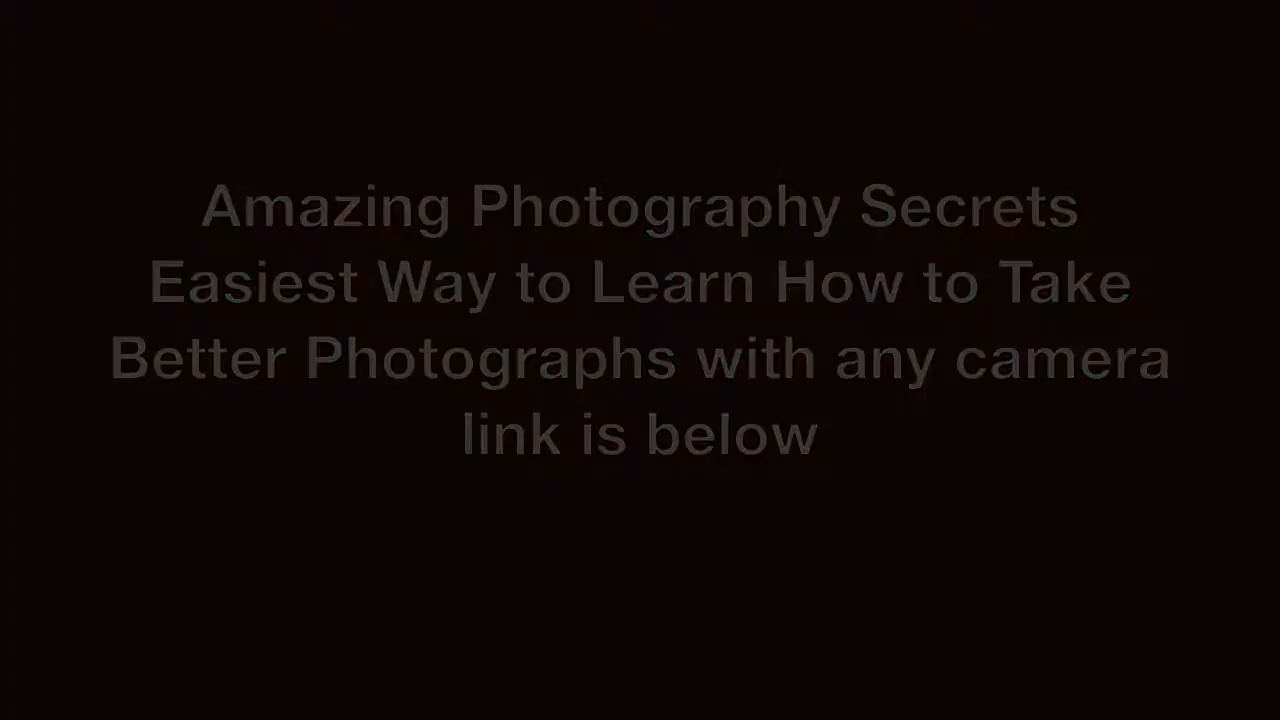 Amazing Photography Secrets
Easiest Way to Learn How to Take
Better Photographs with any camera
link is below